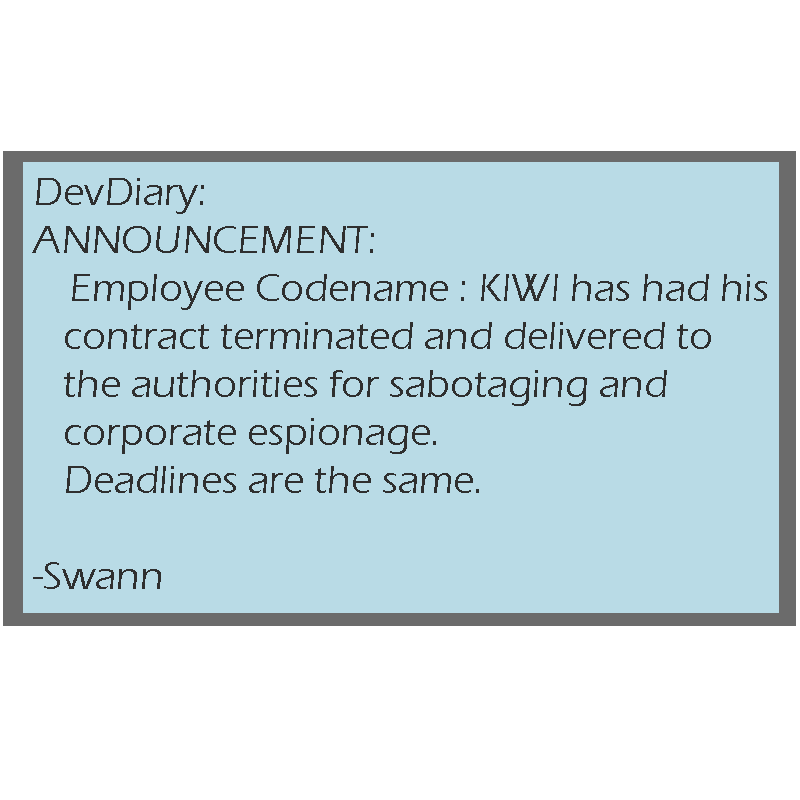 DevDiary:
ANNOUNCEMENT:
Employee Codename : KIWI has had his
contract terminated and delivered to
the authorities for sabotaging and
corporate espionage.
Deadlines are the same.
-Swann